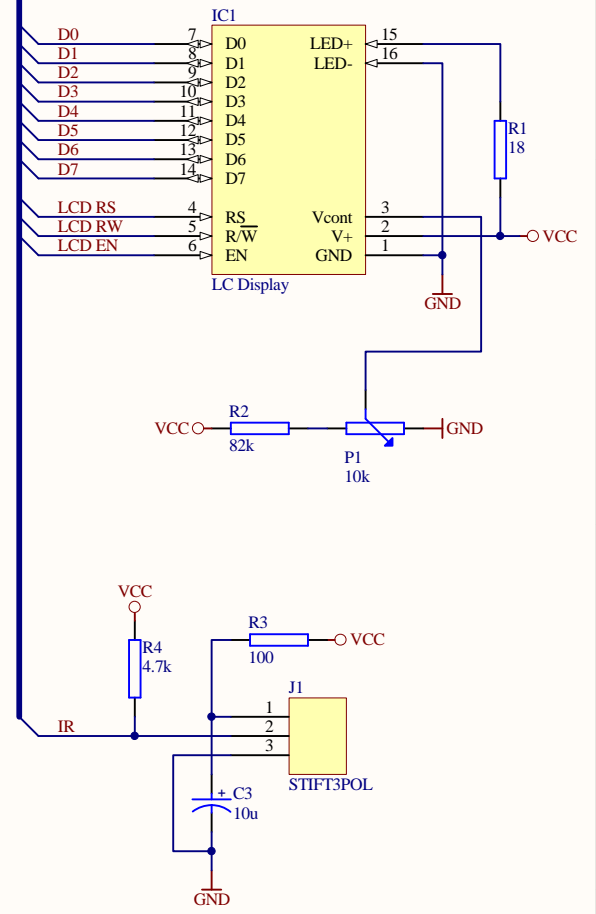 IC1
D0 7 D0 LED+ 15
D1 8 D1 LED- 16
D2 9 D2
D3 10 D3
D4 11 D4
D5 12 D5
D6 13 D6
D7 14 D7
R1
18
LCD RS 4 RS Vcont 3
LCD RW 5 R/W V+ 2 VCC
LCD EN 6 EN GND 1
LC Display
GND
R2
VCC GND
82k
P1
10k
VCC
R3
VCC
100
R4
4.7k
J1
1
IR 2
3
STIFT3POL
+ C3
10u
GND